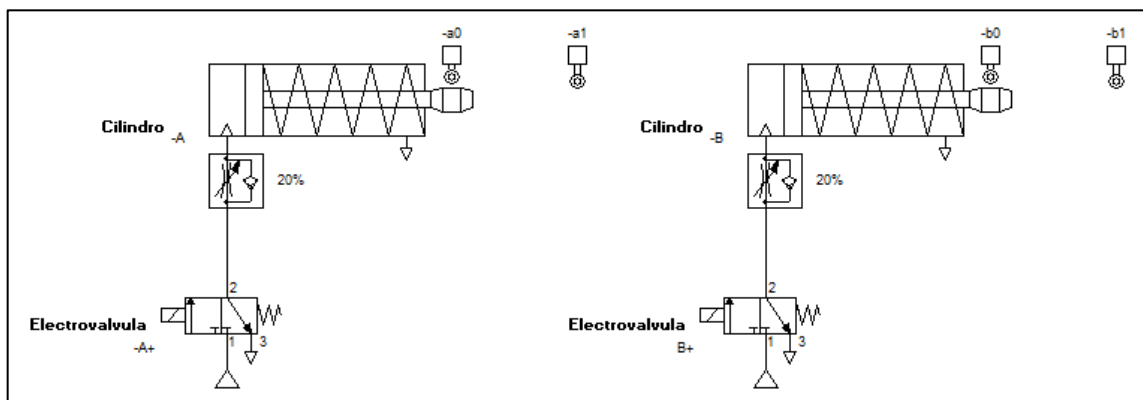 -a0
-a1
-b0
-b1
Cilindro -A
Cilindro -B
20%
20%
2
2
Electrovalvula
Electrovalvula
1
3
1
3
-A+
B+